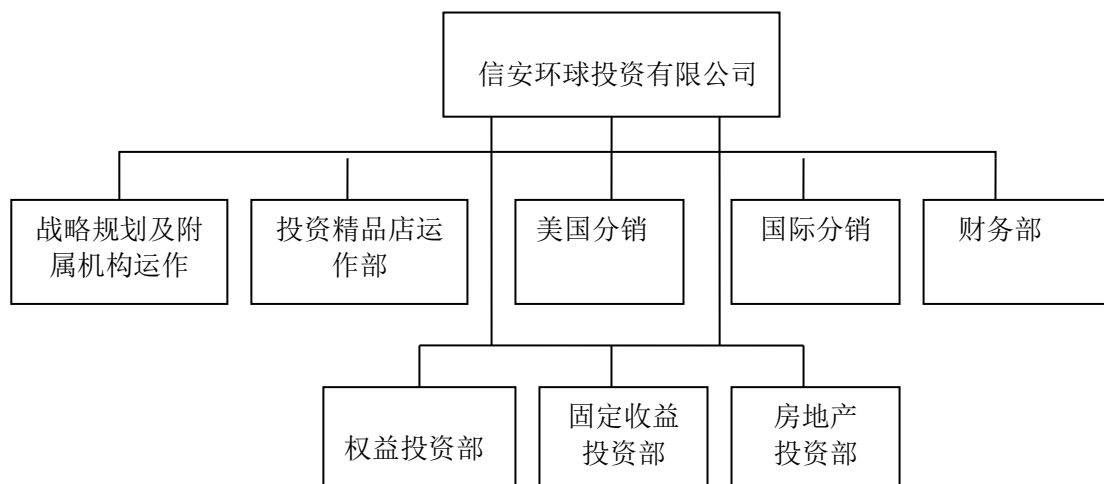 信安环球投资有限公司
战略规划及附
属机构运作
投资精品店运
作部
美国分销
国际分销
财务部
权益投资部
固定收益
投资部
房地产
投资部